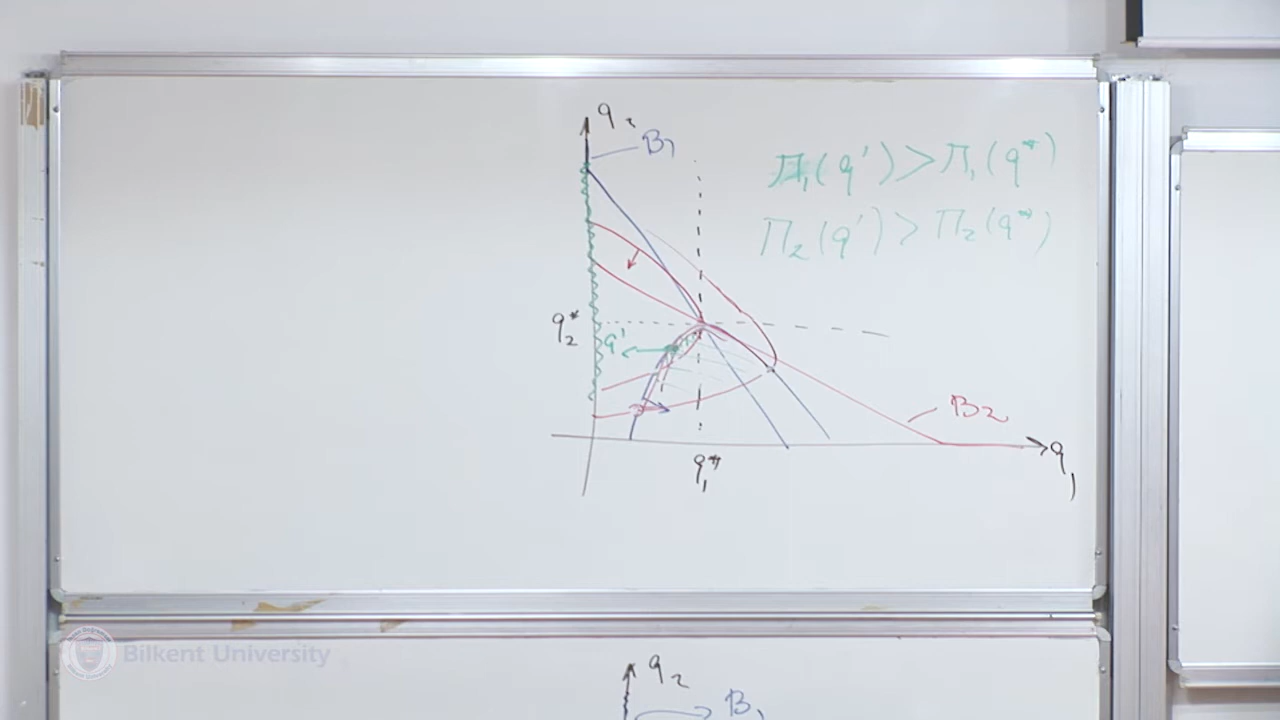 q₂
B₁
Π₁(q') > Π₁(q*)
Π₂(q') > Π₂(q*)
q₂*
q'
B₂
q₁*
q₁
Bilkent University
q₂
B₁